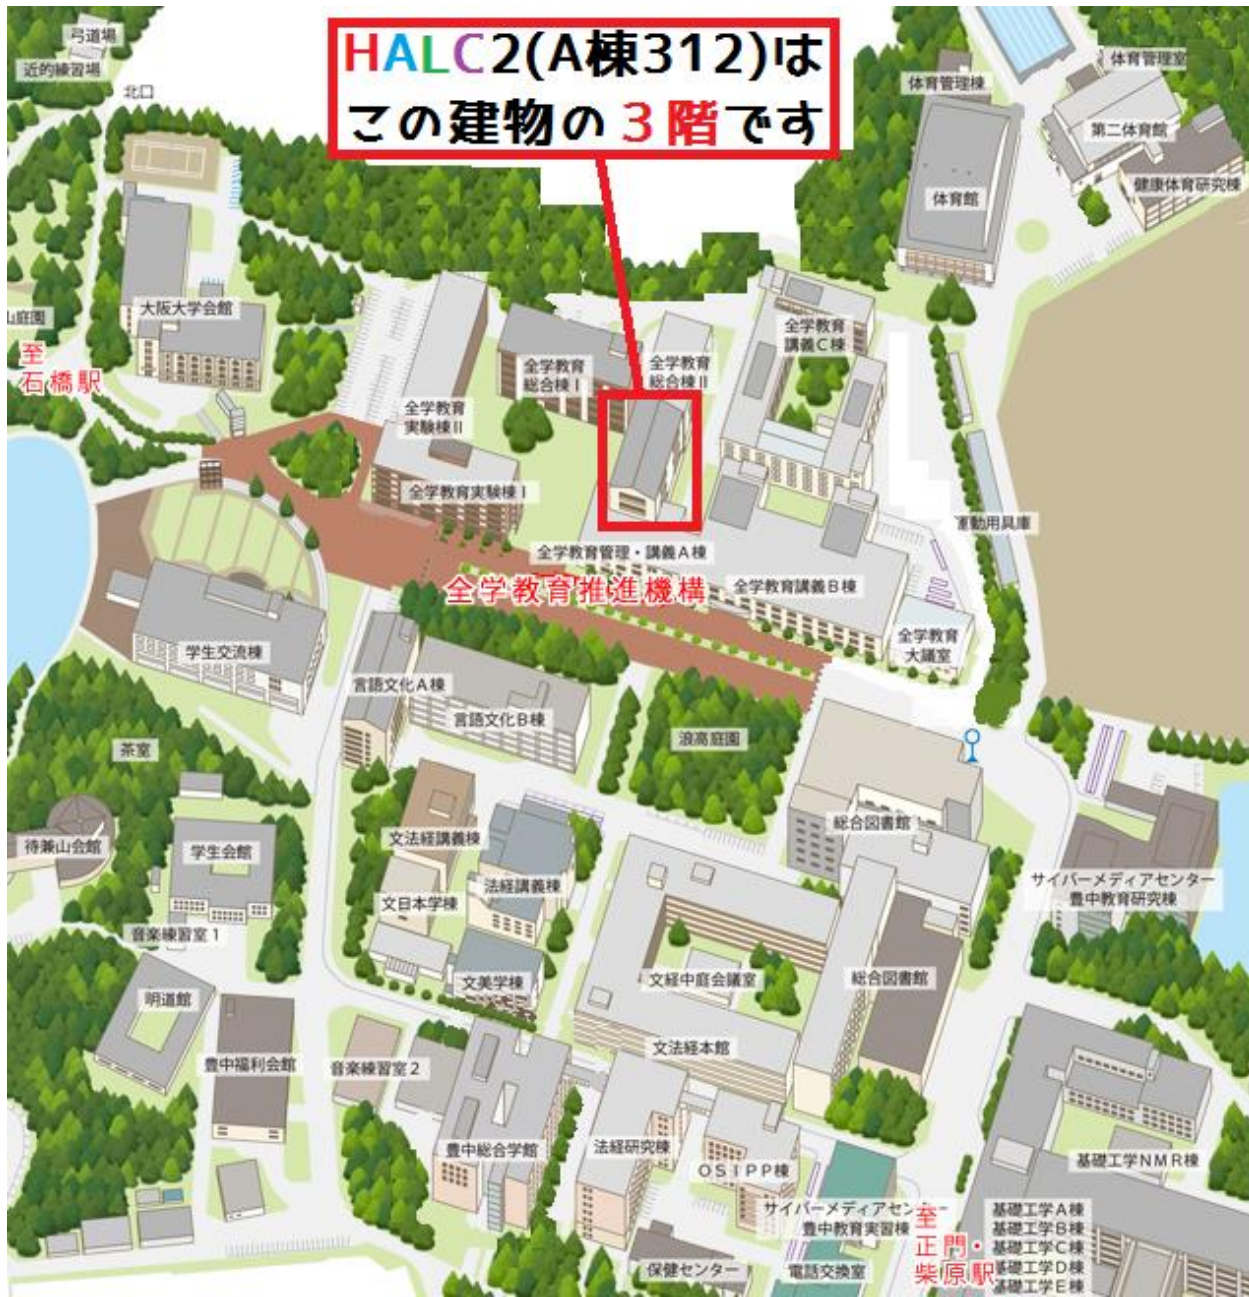 弓道場
近的練習場
北口
HALC2(A棟312)は
この建物の3階です
体育管理棟
体育管理室
第二体育館
健康体育研究棟
体育館
大阪大学会館
山庭園
至
石橋駅
全学教育
実験棟Ⅱ
全学教育
総合棟Ⅰ
全学教育
総合棟Ⅱ
全学教育
講義C棟
全学教育実験棟Ⅰ
運動用具庫
全学教育管理・講義A棟
全学教育推進機構
全学教育講義B棟
全学教育
大議室
学生交流棟
言語文化A棟
言語文化B棟
浪高庭園
茶室
待兼山会館
学生会館
音楽練習室1
文法経講義棟
法経講義棟
文日本学棟
文美学棟
総合図書館
サイバーメディアセンター
豊中教育研究棟
文経中庭会議室
総合図書館
文法経本館
明道館
豊中福利会館
音楽練習室2
豊中総合学館
法経研究棟
OSIPP棟
基礎工学NMR棟
サイバーメディアセンター
豊中教育実習棟
至
正門・
柴原駅
保健センター
電話交換室
基礎工学A棟
基礎工学B棟
基礎工学C棟
基礎工学D棟
基礎工学E棟